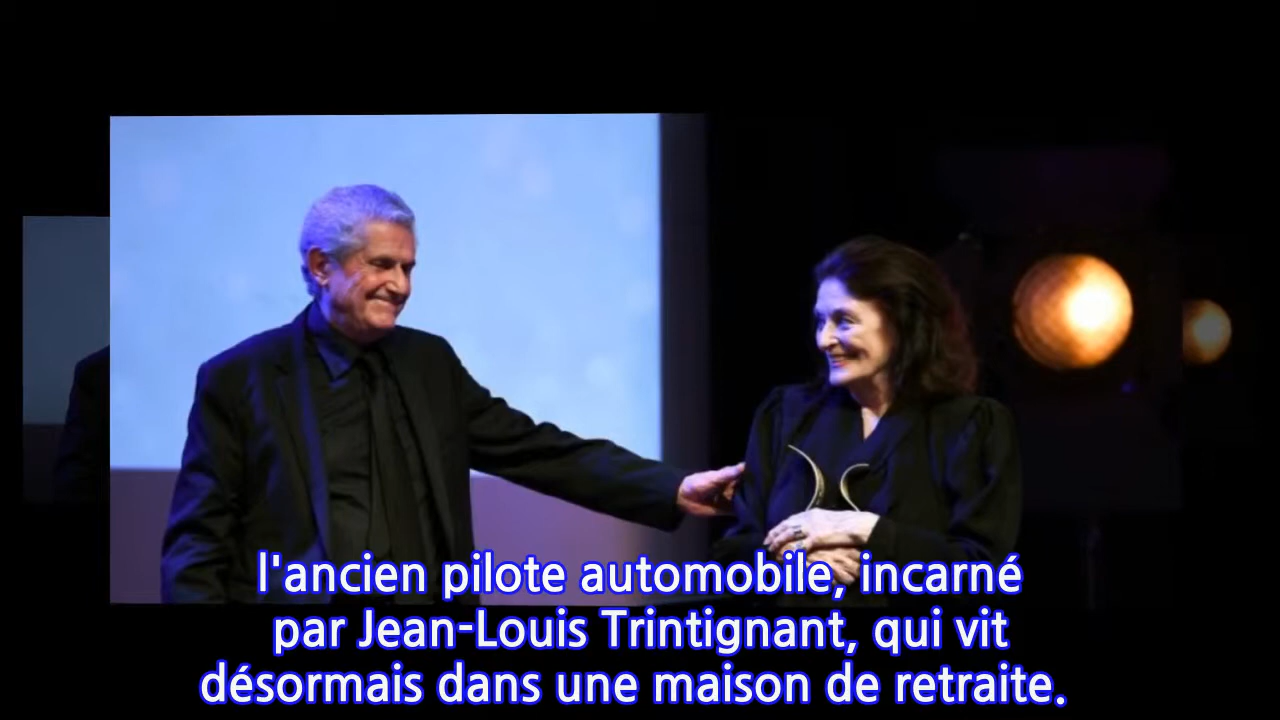 l'ancien pilote automobile, incarné
par Jean-Louis Trintignant, qui vit
désormais dans une maison de retraite.